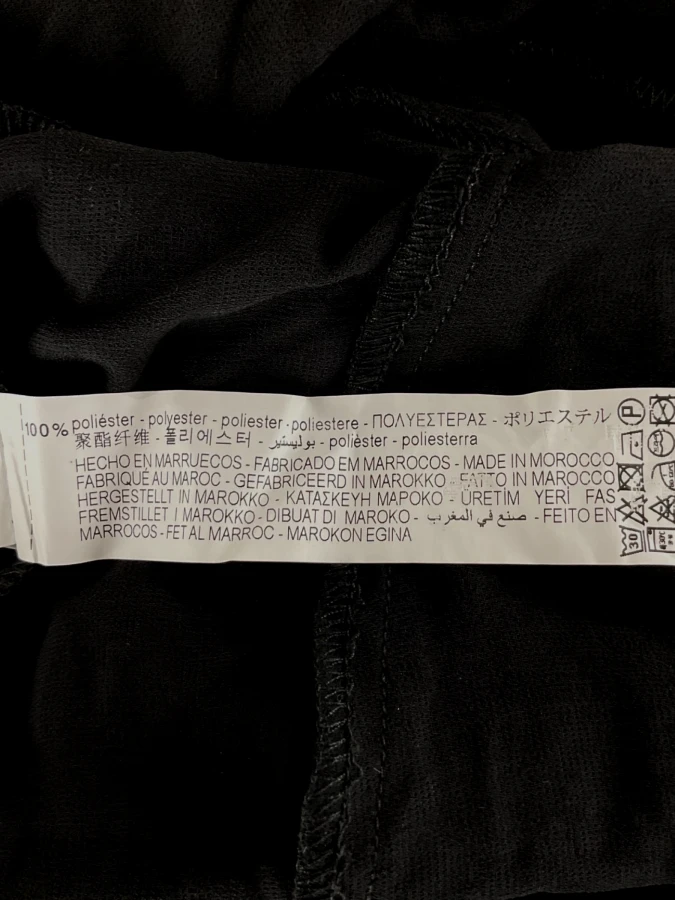 100% poliéster - polyester - poliester - poliestere - ΠΟΛΥΕΣΤΕΡΑΣ - ポリエステル
聚酯纤维 - 폴리에스터 - بوليستير - polièster - poliesterra
HECHO EN MARRUECOS - FABRICADO EM MARROCOS - MADE IN MOROCCO
FABRIQUÉ AU MAROC - GEFABRICEERD IN MAROKKO - FATTO IN MAROCCO
HERGESTELLT IN MAROKKO - ΚΑΤΑΣΚΕΥΗ ΜΑΡΟΚΟ - ÜRETİM YERİ FAS
FREMSTILLET I MAROKKO - DIBUAT DI MAROKO - صنع في المغرب - FEITO EN
MARROCOS - FET AL MARROC - MAROKON EGINA
P
30